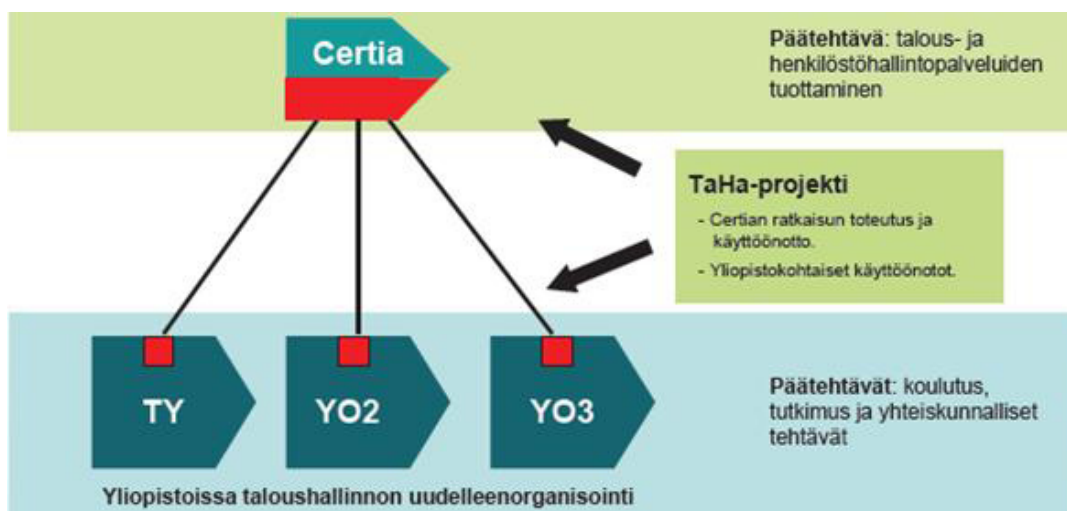 Certia
Päätehtävä: talous- ja
henkilöstöhallintopalveluiden
tuottaminen
TaHa-projekti
- Certian ratkaisun toteutus ja
käyttöönotto.
- Yliopistokohtaiset käyttöönotot.
TY
YO2
YO3
Päätehtävät: koulutus,
tutkimus ja yhteiskunnalliset
tehtävät
Yliopistoissa taloushallinnon uudelleenorganisointi